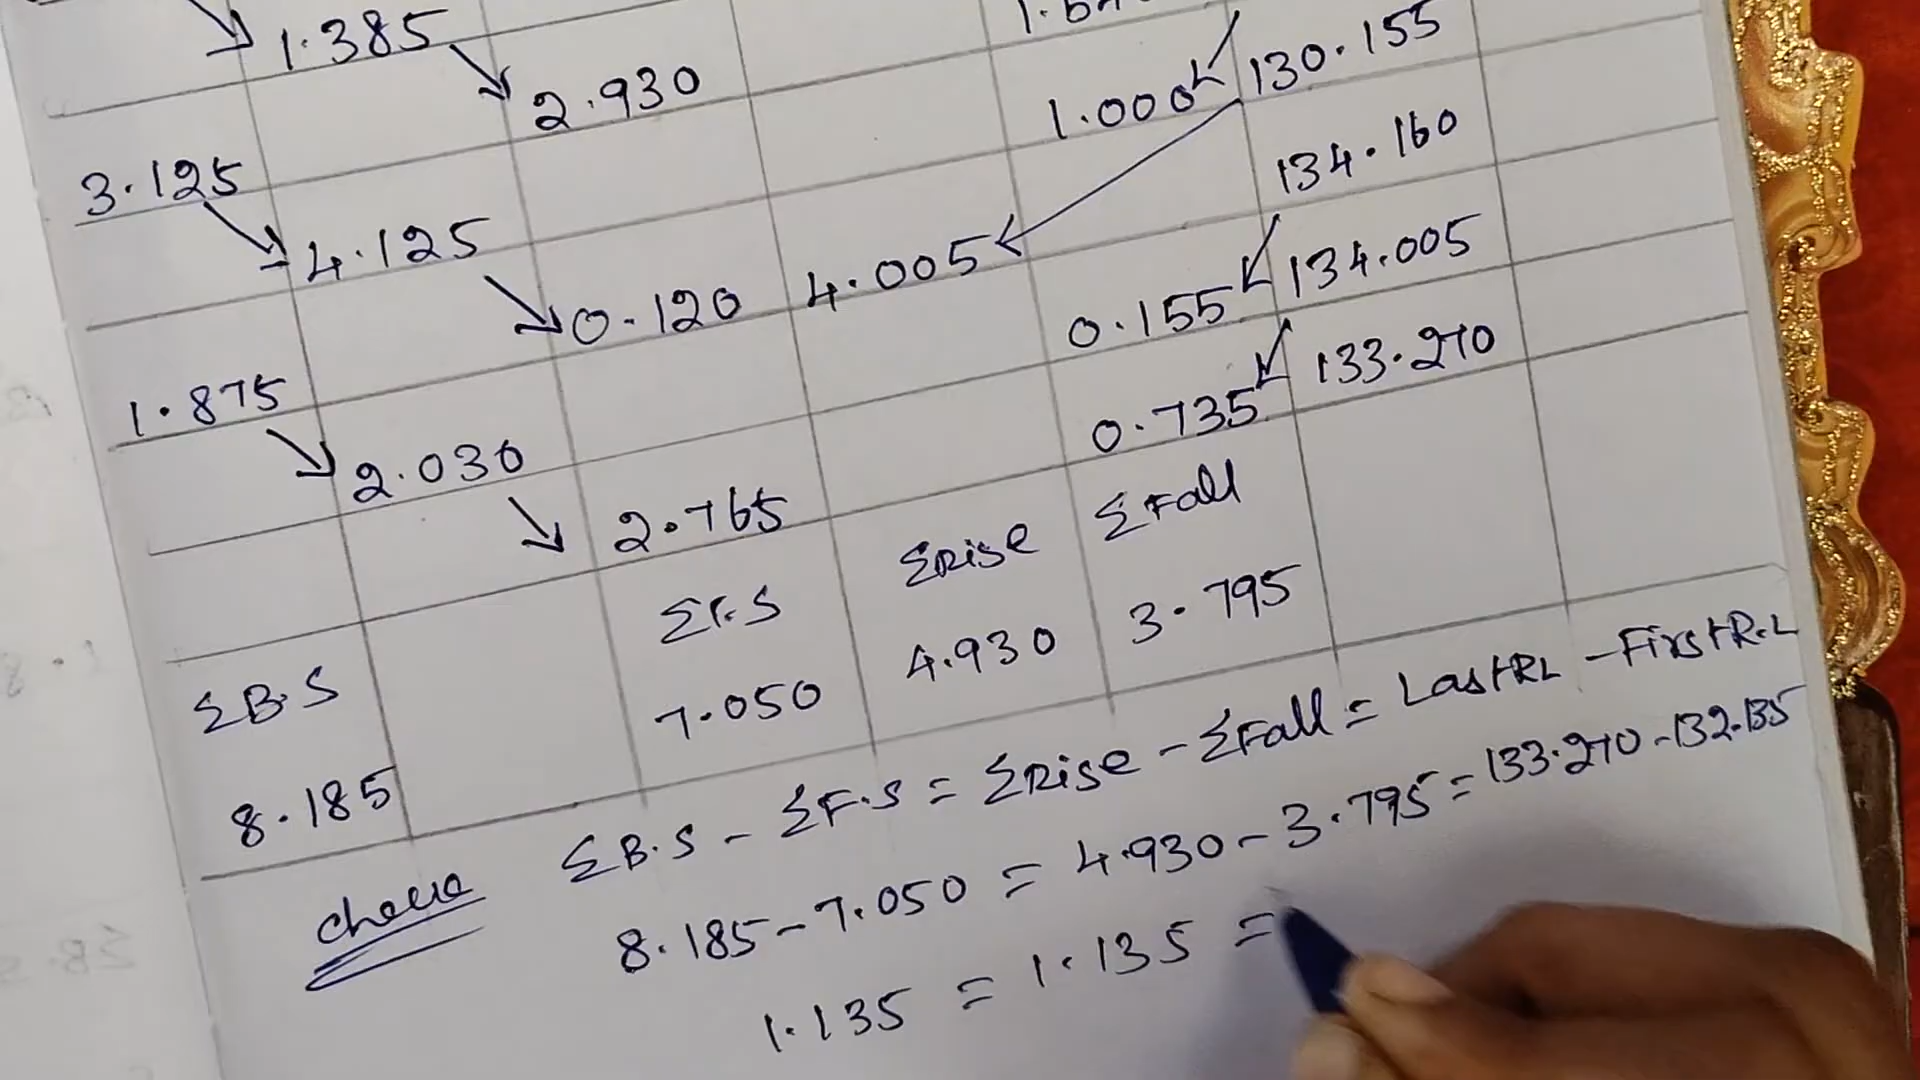 1.385
2.930
1.000 130.155
3.125
134.160
4.125
0.120 4.005
0.155 134.005
1.875
0.735 133.270
2.030
2.765
ΣF.S ΣRise ΣFall
ΣB.S
7.050 4.930 3.795
8.185
ΣB.S - ΣF.S = ΣRise - ΣFall = Last RL - First R.L
8.185 - 7.050 = 4.930 - 3.795 = 133.270 - 132.135
1.135 = 1.135 =